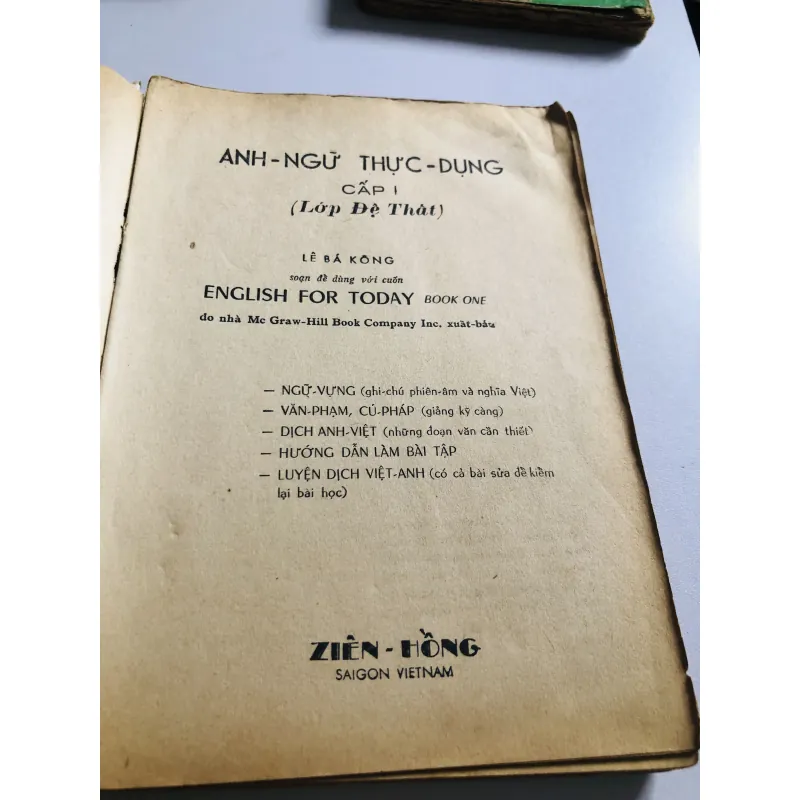 ANH-NGỮ THỰC-DỤNG
CẤP I
(Lớp Đệ Thất)
LÊ BÁ KÔNG
soạn để dùng với cuốn
ENGLISH FOR TODAY BOOK ONE
do nhà Mc Graw-Hill Book Company Inc. xuất-bản
— NGỮ-VỰNG (ghi-chú phiên-âm và nghĩa Việt)
— VĂN-PHẠM, CÚ-PHÁP (giảng kỹ càng)
— DỊCH ANH-VIỆT (những đoạn văn cần thiết)
— HƯỚNG DẪN LÀM BÀI TẬP
— LUYỆN DỊCH VIỆT-ANH (có cả bài sửa để kiểm
lại bài học)
ZIÊN-HỒNG
SAIGON VIETNAM